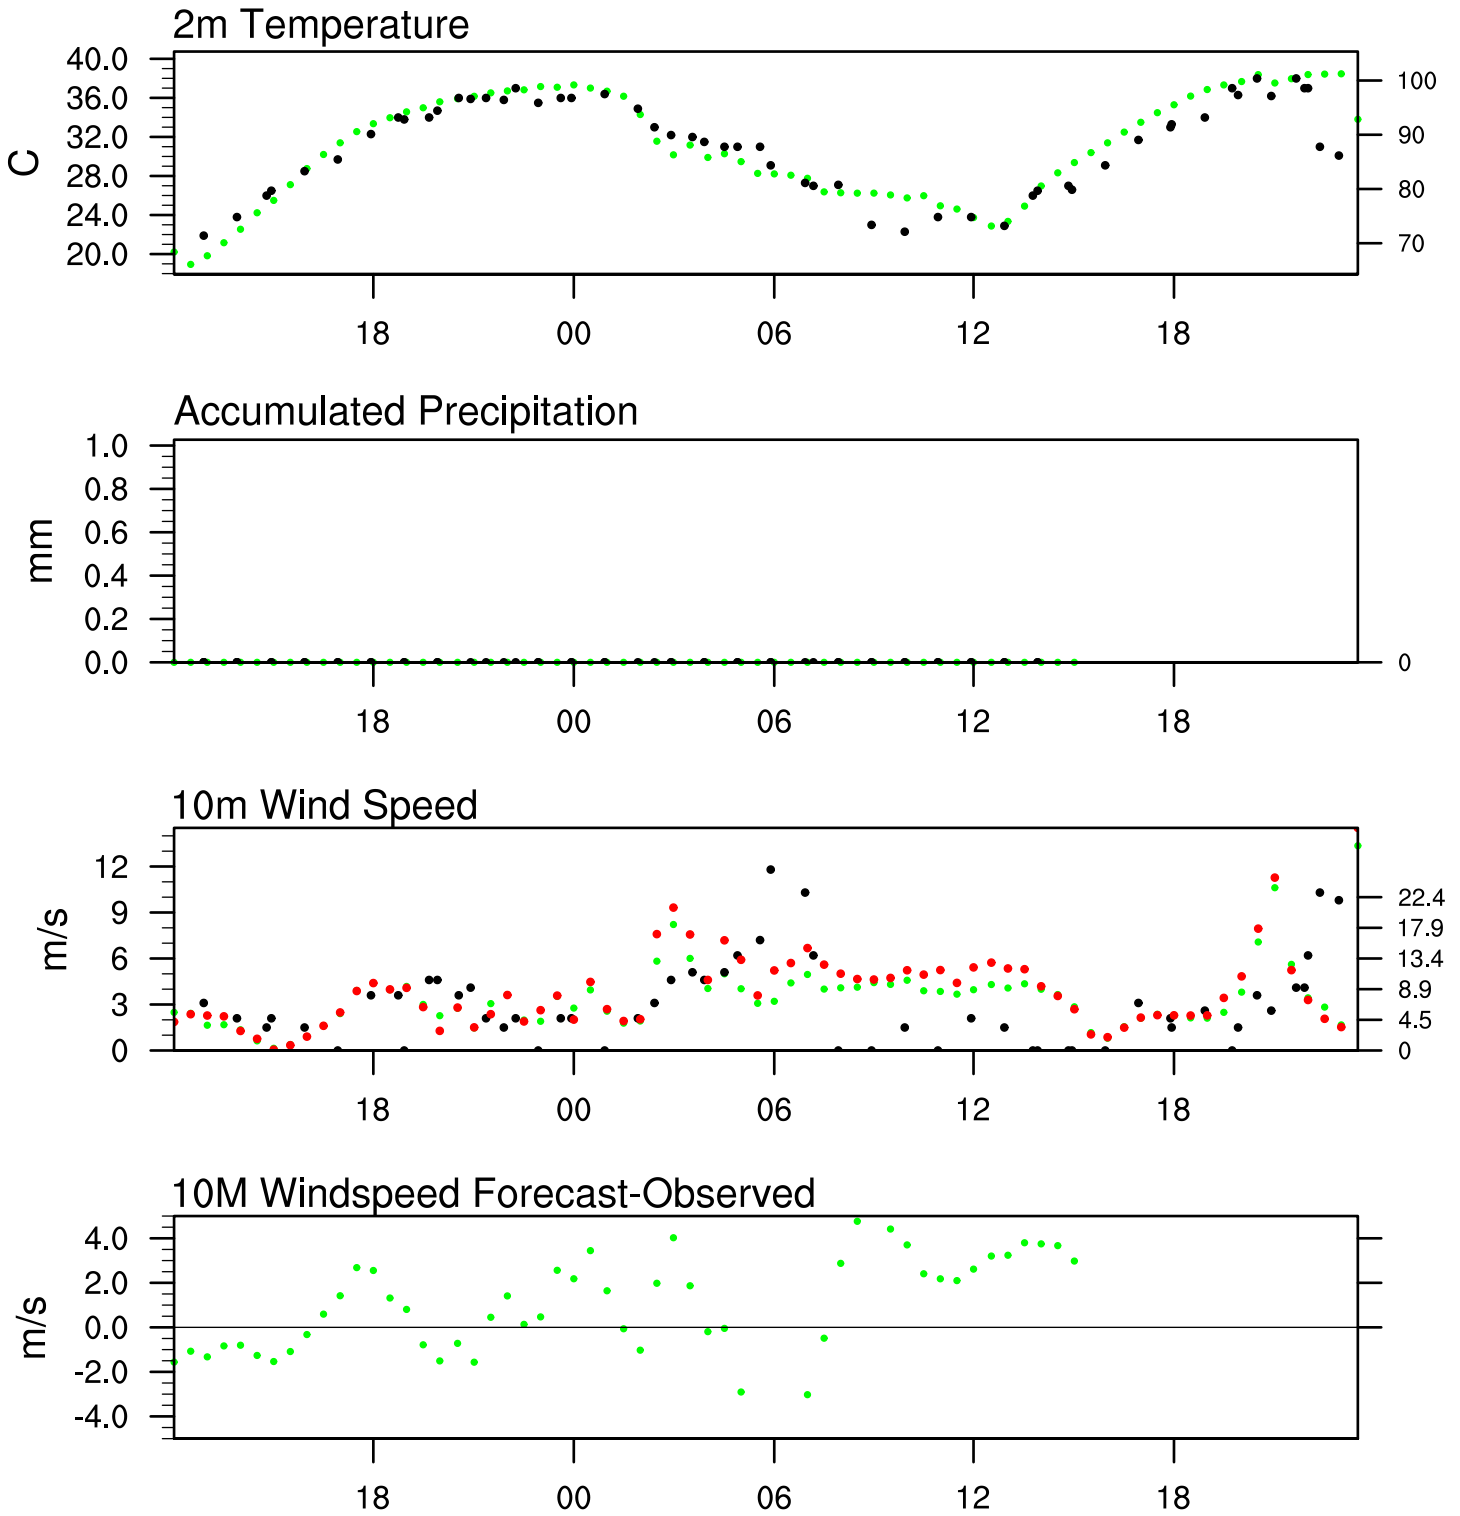 2m Temperature
40.0
36.0
32.0
28.0
24.0
20.0
C
100
90
80
70
18 00 06 12 18
Accumulated Precipitation
1.0
0.8
0.6
0.4
0.2
0.0
mm
0
18 00 06 12 18
10m Wind Speed
12
9
6
3
0
m/s
22.4
17.9
13.4
8.9
4.5
0
18 00 06 12 18
10M Windspeed Forecast-Observed
4.0
2.0
0.0
-2.0
-4.0
m/s
18 00 06 12 18